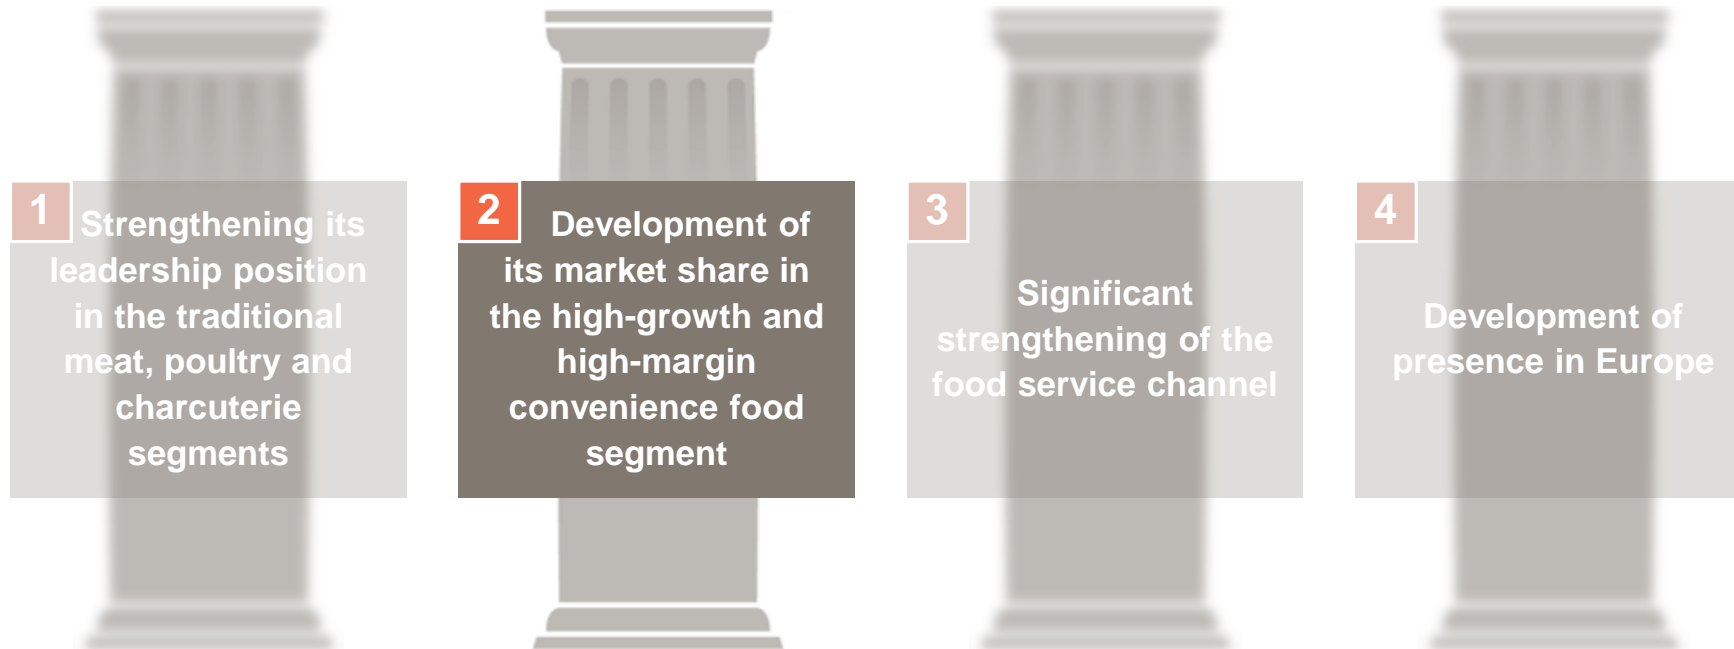 1
Strengthening its
leadership position
in the traditional
meat, poultry and
charcuterie
segments
2
Development of
its market share in
the high-growth and
high-margin
convenience food
segment
3
Significant
strengthening of the
food service channel
4
Development of
presence in Europe